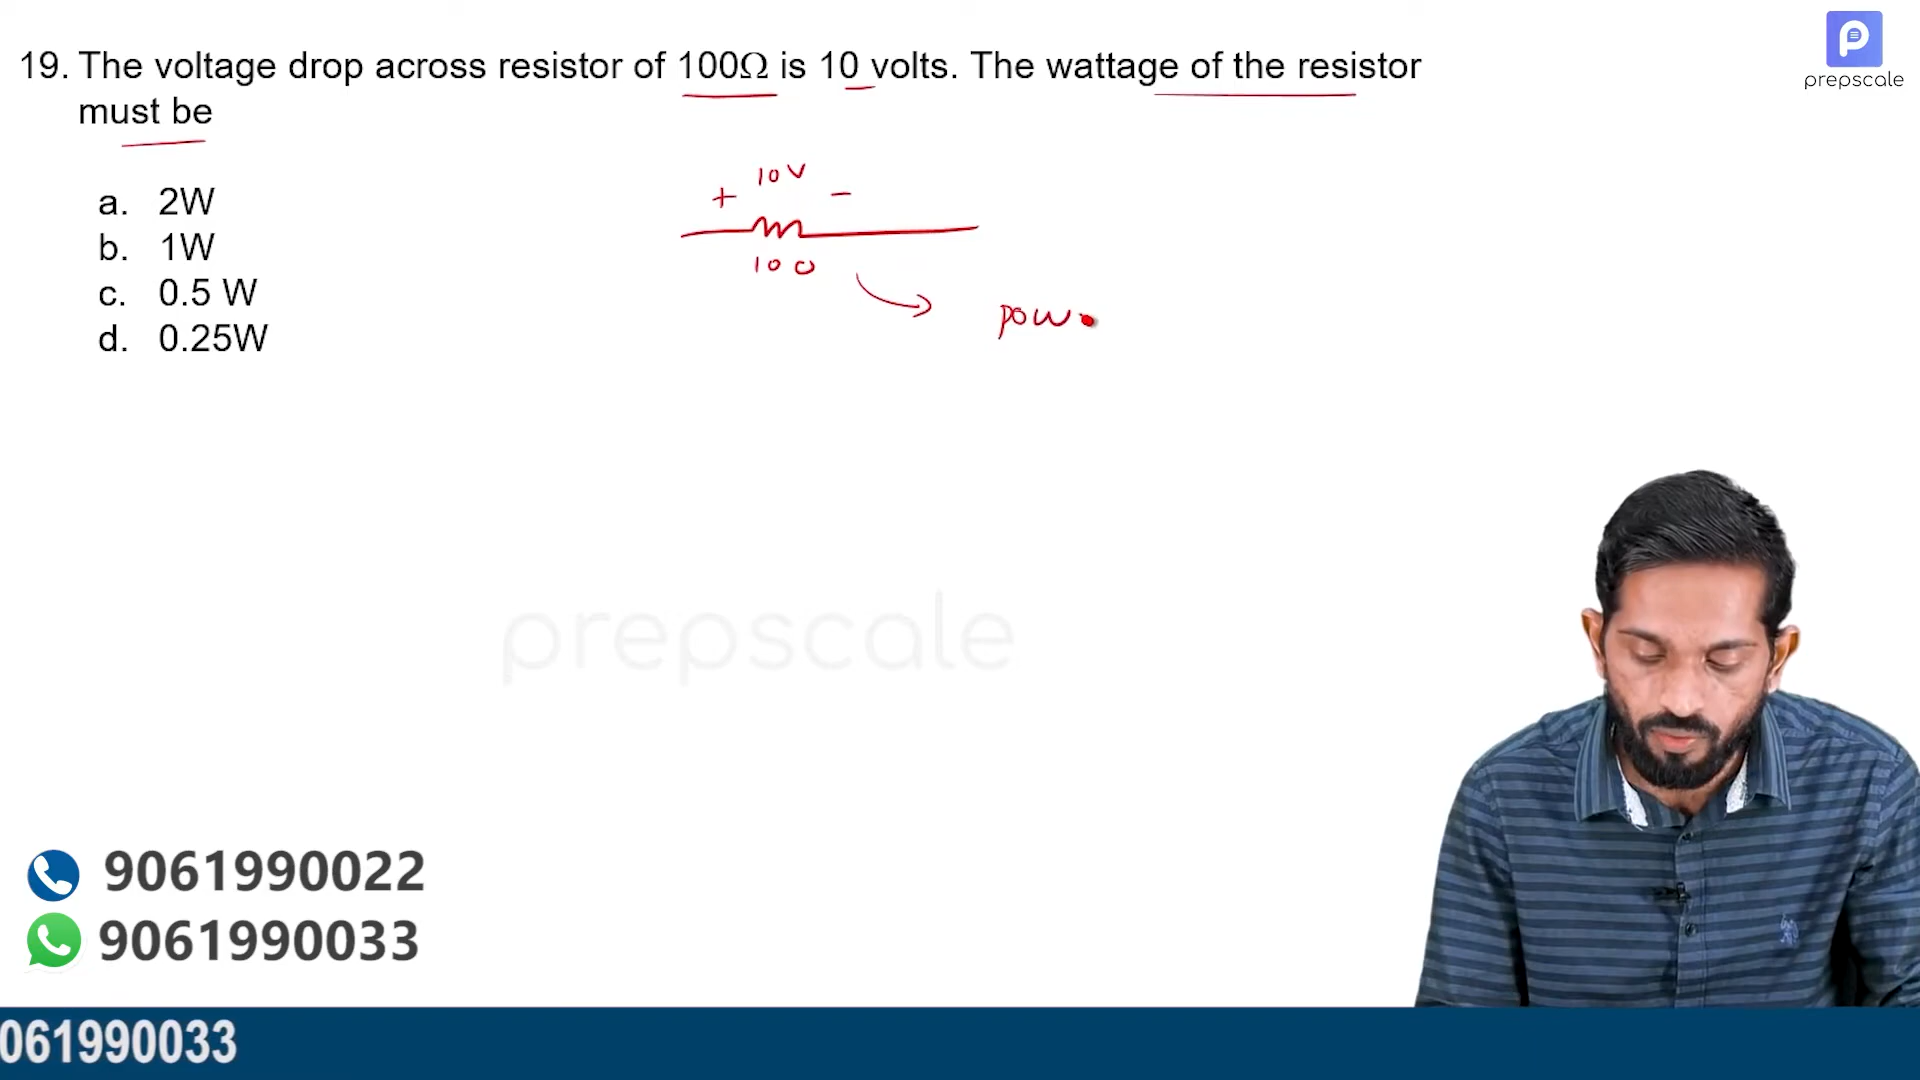 19. The voltage drop across resistor of 100Ω is 10 volts. The wattage of the resistor
must be
a. 2W
b. 1W
c. 0.5 W
d. 0.25W
10V
+ −
100
pow
prepscale
prepscale
9061990022
9061990033
061990033